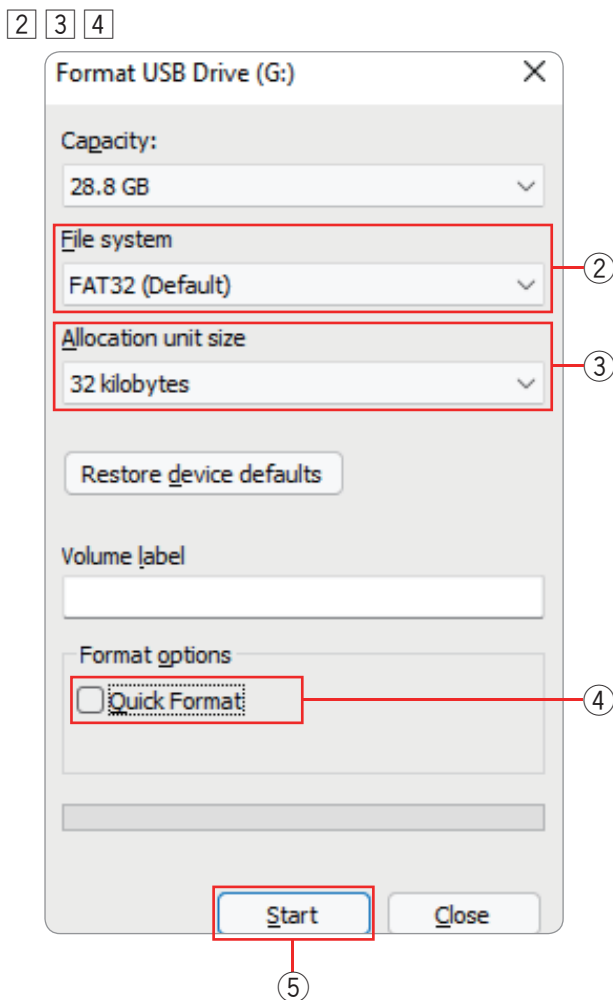 2 3 4
Format USB Drive (G:)
Capacity:
28.8 GB
File system
FAT32 (Default)
②
Allocation unit size
32 kilobytes
③
Restore device defaults
Volume label
Format options
Quick Format
④
Start
Close
⑤